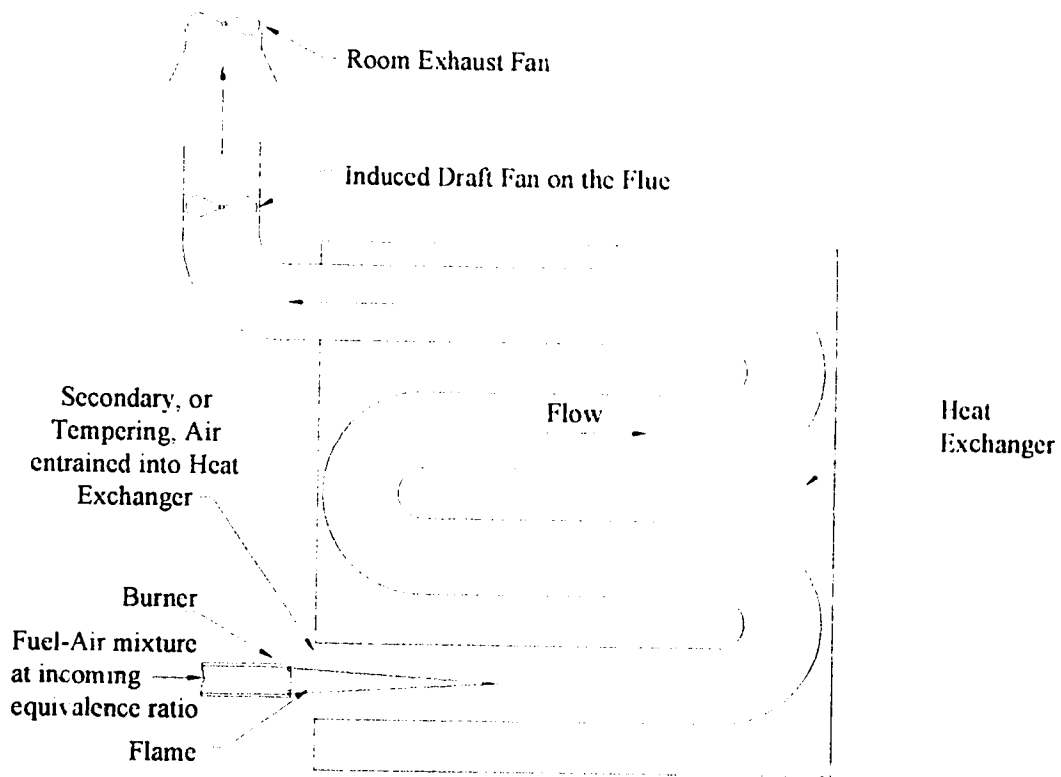 Room Exhaust Fan
Induced Draft Fan on the Flue
Secondary, or
Tempering, Air
entrained into Heat
Exchanger
Flow
Heat
Exchanger
Burner
Fuel-Air mixture
at incoming
equivalence ratio
Flame